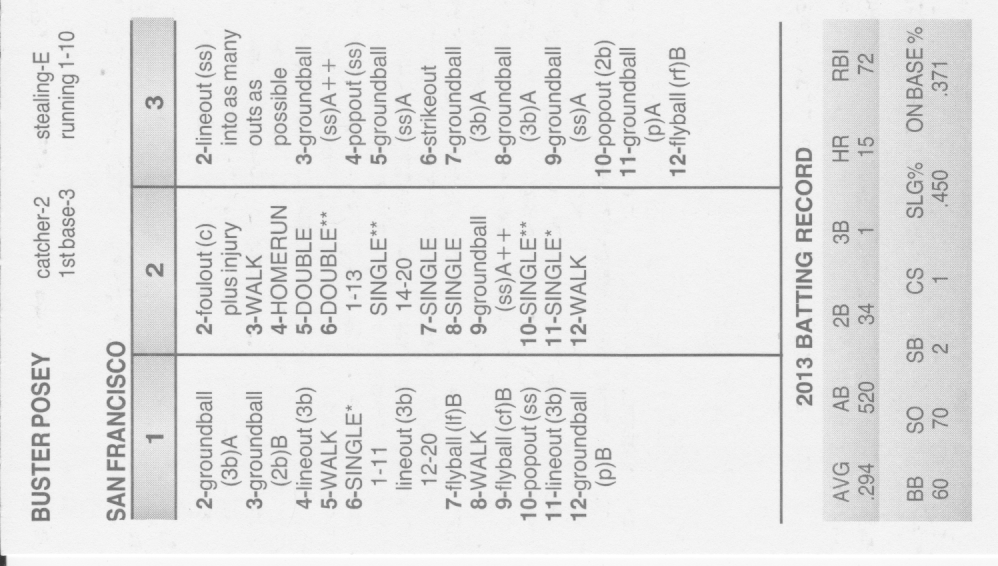 BUSTER POSEY catcher-2 stealing-E
1st base-3 running 1-10
SAN FRANCISCO
1 2 3
2-groundball
(3b)A
3-groundball
(2b)B
4-lineout (3b)
5-WALK
6-SINGLE*
1-11
lineout (3b)
12-20
7-flyball (lf)B
8-WALK
9-flyball (cf)B
10-popout (ss)
11-lineout (3b)
12-groundball
(p)B
2-foulout (c)
plus injury
3-WALK
4-HOMERUN
5-DOUBLE
6-DOUBLE**
1-13
SINGLE**
14-20
7-SINGLE
8-SINGLE
9-groundball
(ss)A++
10-SINGLE**
11-SINGLE*
12-WALK
2-lineout (ss)
into as many
outs as
possible
3-groundball
(ss)A++
4-popout (ss)
5-groundball
(ss)A
6-strikeout
7-groundball
(3b)A
8-groundball
(3b)A
9-groundball
(ss)A
10-popout (2b)
11-groundball
(p)A
12-flyball (rf)B
2013 BATTING RECORD
AVRG AB 2B 3B HR RBI
.294 520 34 1 15 72
BB SO SB CS SLG% ON BASE %
60 70 2 1 .450 .371